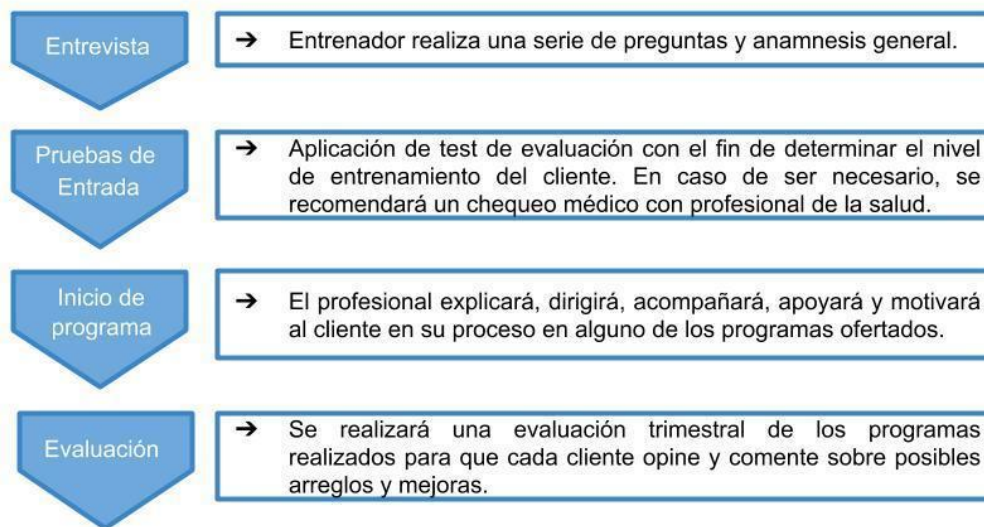 Entrevista
➔ Entrenador realiza una serie de preguntas y anamnesis general.
Pruebas de
Entrada
➔ Aplicación de test de evaluación con el fin de determinar el nivel
de entrenamiento del cliente. En caso de ser necesario, se
recomendará un chequeo médico con profesional de la salud.
Inicio de
programa
➔ El profesional explicará, dirigirá, acompañará, apoyará y motivará
al cliente en su proceso en alguno de los programas ofertados.
Evaluación
➔ Se realizará una evaluación trimestral de los programas
realizados para que cada cliente opine y comente sobre posibles
arreglos y mejoras.